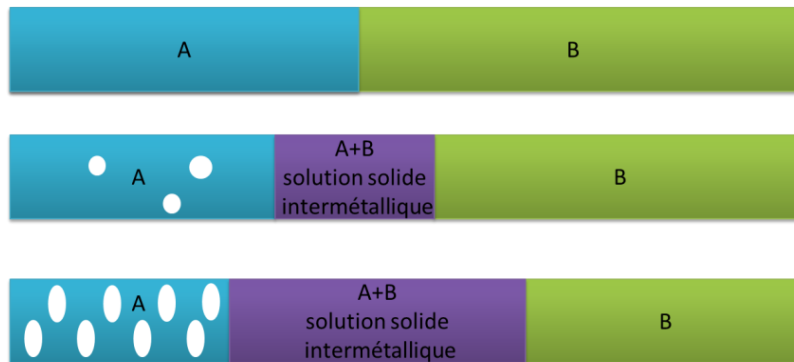 A
B
A+B
solution solide
intermétallique
A
B
A+B
solution solide
intermétallique
A
B